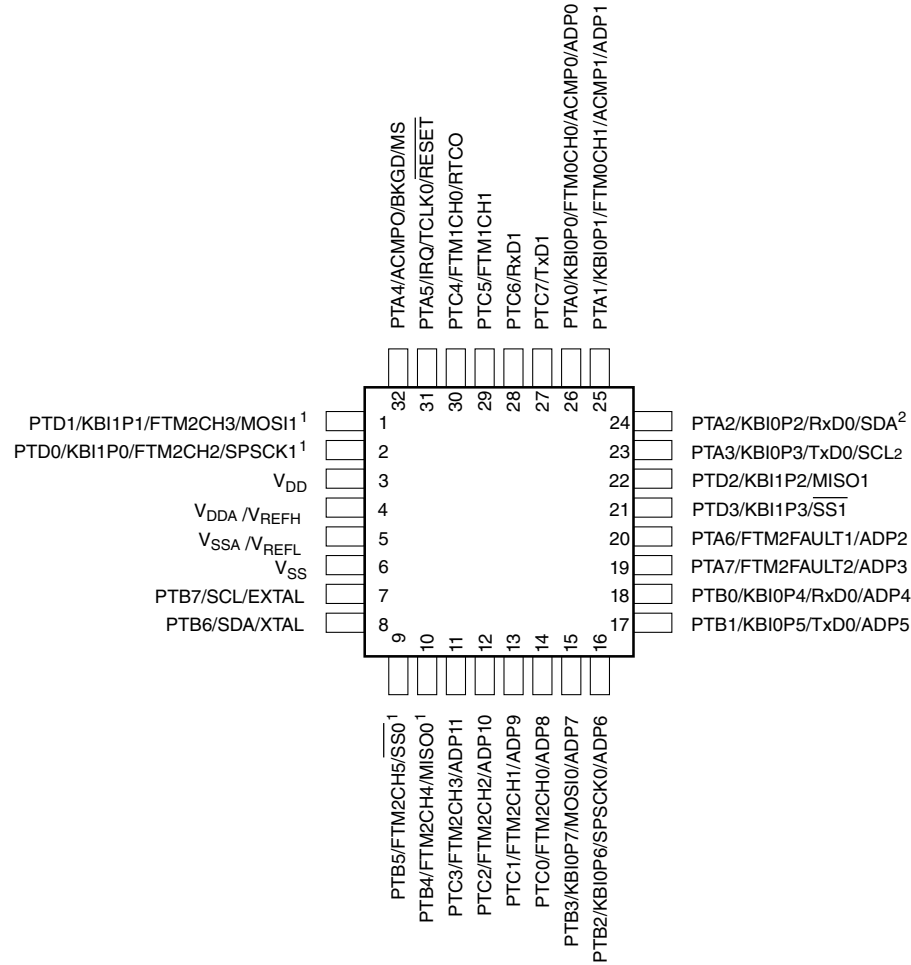 PTA4/ACMPO/BKGD/MS
PTA5/IRQ/TCLK0/RESET
PTC4/FTM1CH0/RTCO
PTC5/FTM1CH1
PTC6/RxD1
PTC7/TxD1
PTA0/KBI0P0/FTM0CH0/ACMP0/ADP0
PTA1/KBI0P1/FTM0CH1/ACMP1/ADP1
32
31
30
29
28
27
26
25
PTD1/KBI1P1/FTM2CH3/MOSI1¹ 1
PTD0/KBI1P0/FTM2CH2/SPSCK1¹ 2
VDD 3
VDDA /VREFH 4
VSSA /VREFL 5
VSS 6
PTB7/SCL/EXTAL 7
PTB6/SDA/XTAL 8
24 PTA2/KBI0P2/RxD0/SDA²
23 PTA3/KBI0P3/TxD0/SCL2
22 PTD2/KBI1P2/MISO1
21 PTD3/KBI1P3/SS1
20 PTA6/FTM2FAULT1/ADP2
19 PTA7/FTM2FAULT2/ADP3
18 PTB0/KBI0P4/RxD0/ADP4
17 PTB1/KBI0P5/TxD0/ADP5
9
10
11
12
13
14
15
16
PTB5/FTM2CH5/SS0¹
PTB4/FTM2CH4/MISO0¹
PTC3/FTM2CH3/ADP11
PTC2/FTM2CH2/ADP10
PTC1/FTM2CH1/ADP9
PTC0/FTM2CH0/ADP8
PTB3/KBI0P7/MOSI0/ADP7
PTB2/KBI0P6/SPSCK0/ADP6